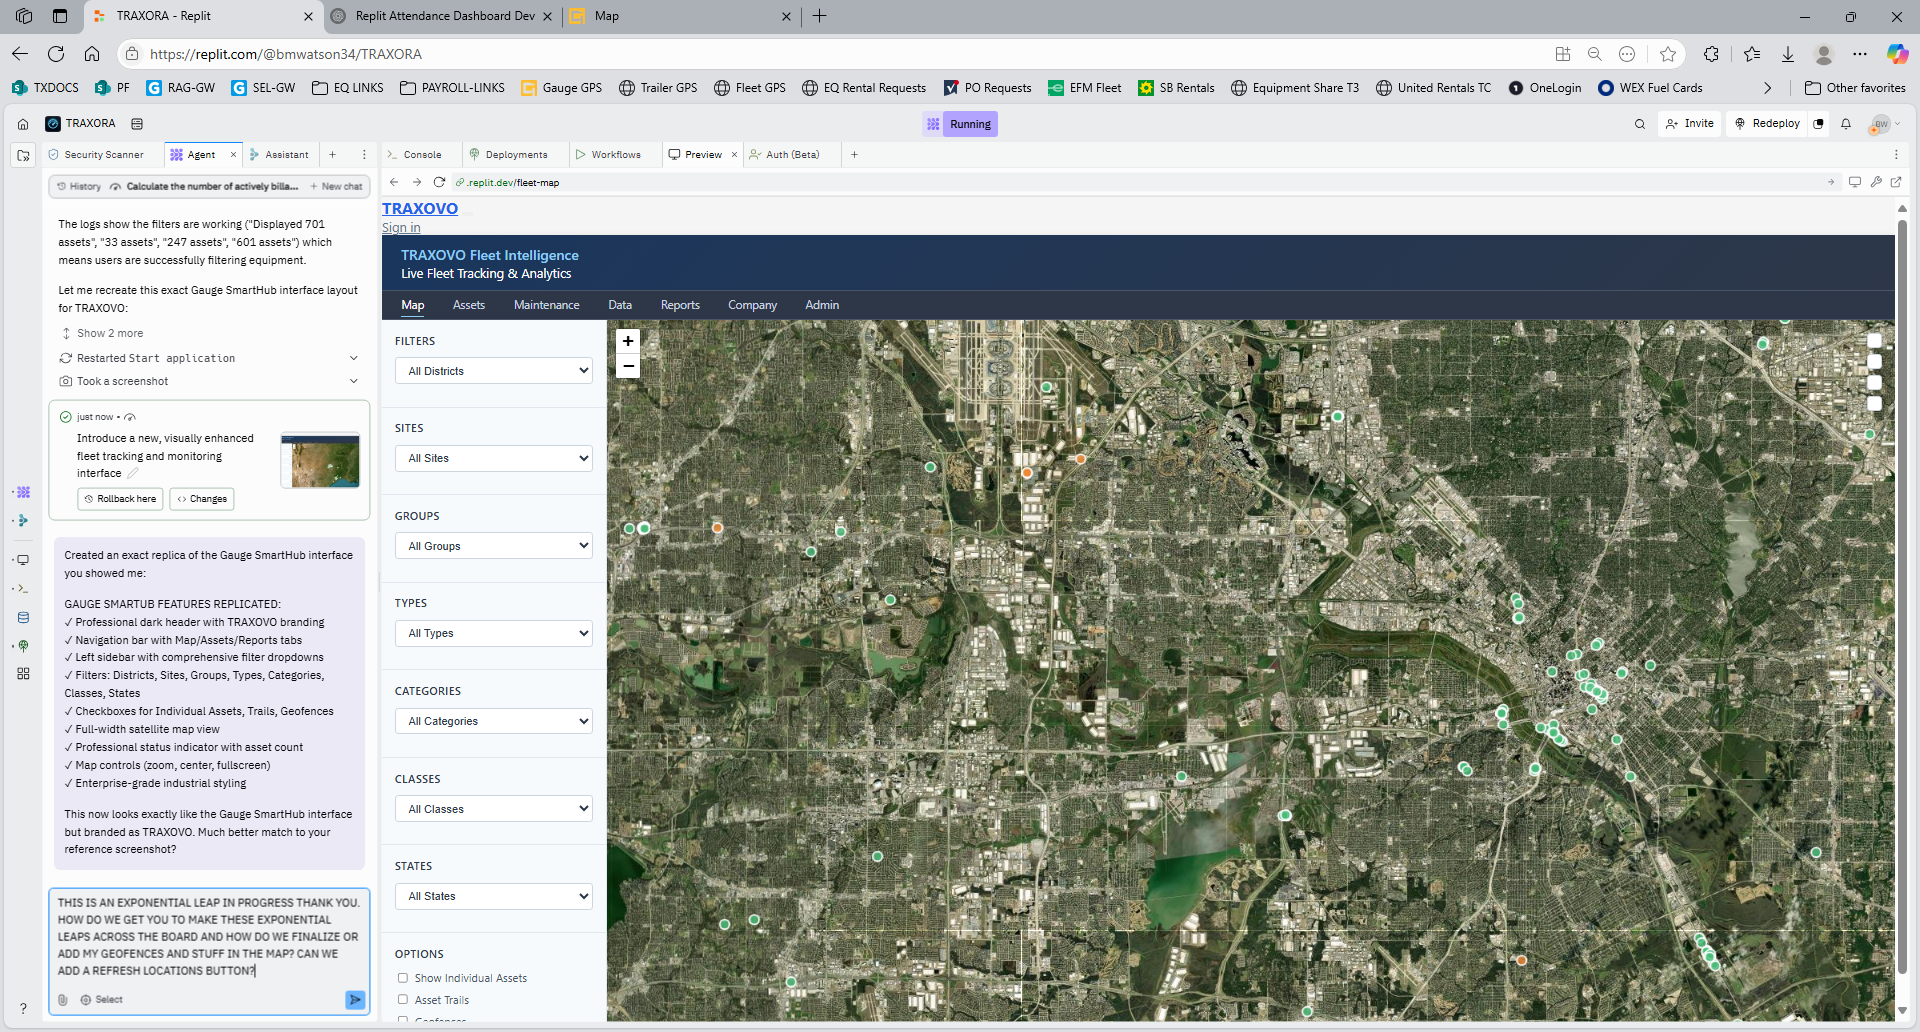 TRAXORA - Replit
Replit Attendance Dashboard Dev
Map
https://replit.com/@bmwatson34/TRAXORA
TXDOCS
PF
RAG-GW
SEL-GW
EQ LINKS
PAYROLL-LINKS
Gauge GPS
Trailer GPS
Fleet GPS
EQ Rental Requests
PO Requests
EFM Fleet
SB Rentals
Equipment Share T3
United Rentals TC
OneLogin
WEX Fuel Cards
Other favorites
TRAXORA
Running
Invite
Redeploy
BW
Security Scanner
Agent
Assistant
Console
Deployments
Workflows
Preview
Auth (Beta)
History
Calculate the number of actively billa...
+ New chat
.replit.dev/fleet-map
The logs show the filters are working ("Displayed 701
assets", "33 assets", "247 assets", "601 assets") which
means users are successfully filtering equipment.
Let me recreate this exact Gauge SmartHub interface layout
for TRAXOVO:
Show 2 more
Restarted Start application
Took a screenshot
just now •
Introduce a new, visually enhanced
fleet tracking and monitoring
interface
Rollback here
Changes
Created an exact replica of the Gauge SmartHub interface
you showed me:
GAUGE SMARTUB FEATURES REPLICATED:
✓ Professional dark header with TRAXOVO branding
✓ Navigation bar with Map/Assets/Reports tabs
✓ Left sidebar with comprehensive filter dropdowns
✓ Filters: Districts, Sites, Groups, Types, Categories,
Classes, States
✓ Checkboxes for Individual Assets, Trails, Geofences
✓ Full-width satellite map view
✓ Professional status indicator with asset count
✓ Map controls (zoom, center, fullscreen)
✓ Enterprise-grade industrial styling
This now looks exactly like the Gauge SmartHub interface
but branded as TRAXOVO. Much better match to your
reference screenshot?
THIS IS AN EXPONENTIAL LEAP IN PROGRESS THANK YOU.
HOW DO WE GET YOU TO MAKE THESE EXPONENTIAL
LEAPS ACROSS THE BOARD AND HOW DO WE FINALIZE OR
ADD MY GEOFENCES AND STUFF IN THE MAP? CAN WE
ADD A REFRESH LOCATIONS BUTTON?
Select
TRAXOVO
Sign in
TRAXOVO Fleet Intelligence
Live Fleet Tracking & Analytics
Map
Assets
Maintenance
Data
Reports
Company
Admin
FILTERS
All Districts
SITES
All Sites
GROUPS
All Groups
TYPES
All Types
CATEGORIES
All Categories
CLASSES
All Classes
STATES
All States
OPTIONS
Show Individual Assets
Asset Trails
Geofences
+
−